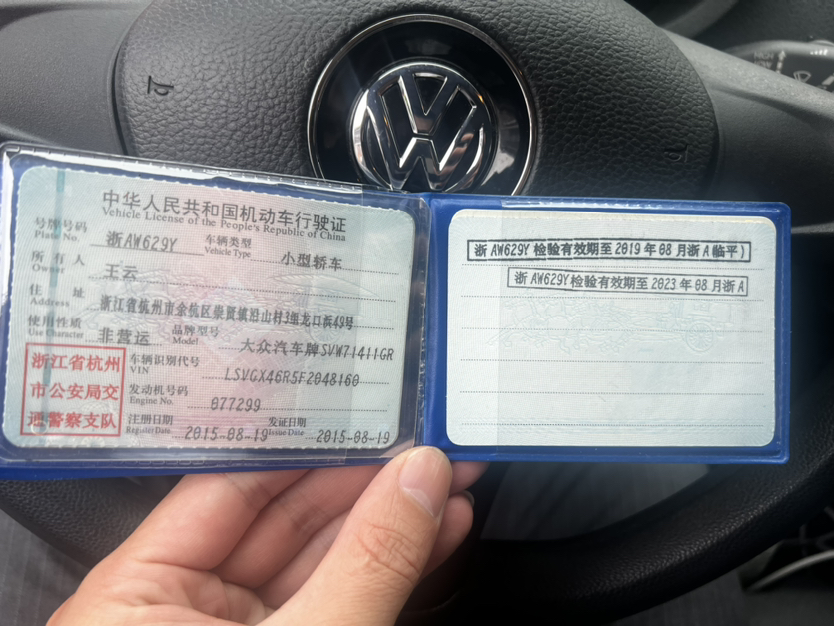 中华人民共和国机动车行驶证
Vehicle License of the People's Republic of China
号牌号码 浙AW629Y 车辆类型 小型轿车
Plate No. Vehicle Type
所有人 王云
Owner
住址 浙江省杭州市余杭区崇贤镇沿山村3组龙口浜49号
Address
使用性质 非营运 品牌型号 大众汽车牌SVW71411GR
Use Character Model
浙江省杭州
市公安局交
通警察支队
车辆识别代号 LSVGX46R5F2048160
VIN
发动机号码 077299
Engine No.
注册日期 2015-08-19 发证日期 2015-08-19
Register Date Issue Date
浙AW629Y检验有效期至2019年08月浙A(临平)
浙AW629Y检验有效期至2023年08月浙A